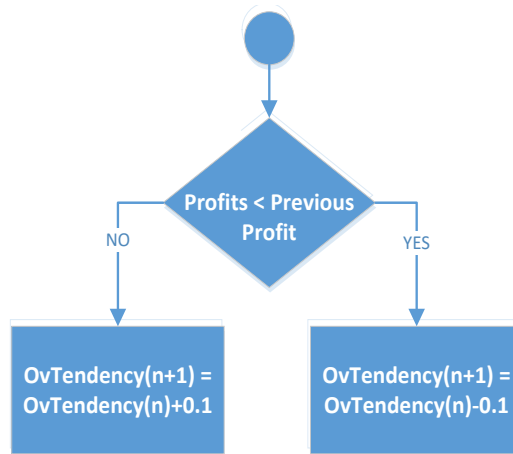 Profits < Previous
Profit
NO
YES
OvTendency(n+1) =
OvTendency(n)+0.1
OvTendency(n+1) =
OvTendency(n)-0.1